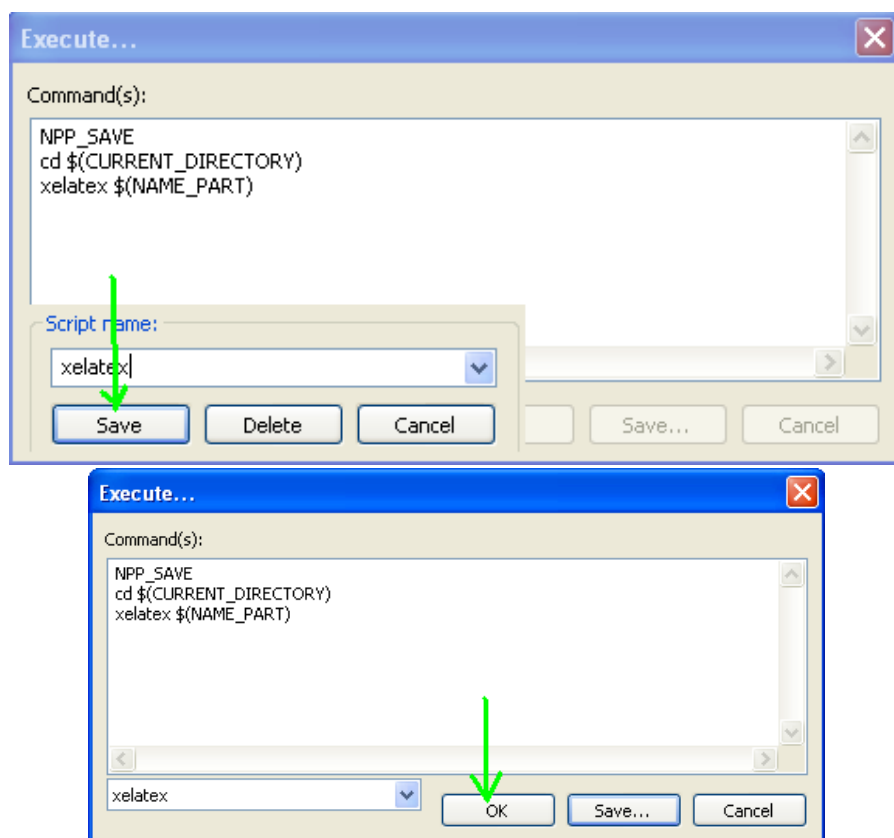 Execute...
Command(s):
NPP_SAVE
cd $(CURRENT_DIRECTORY)
xelatex $(NAME_PART)
Script name:
xelatex
Save Delete Cancel Save... Cancel
Execute...
Command(s):
NPP_SAVE
cd $(CURRENT_DIRECTORY)
xelatex $(NAME_PART)
xelatex
OK Save... Cancel